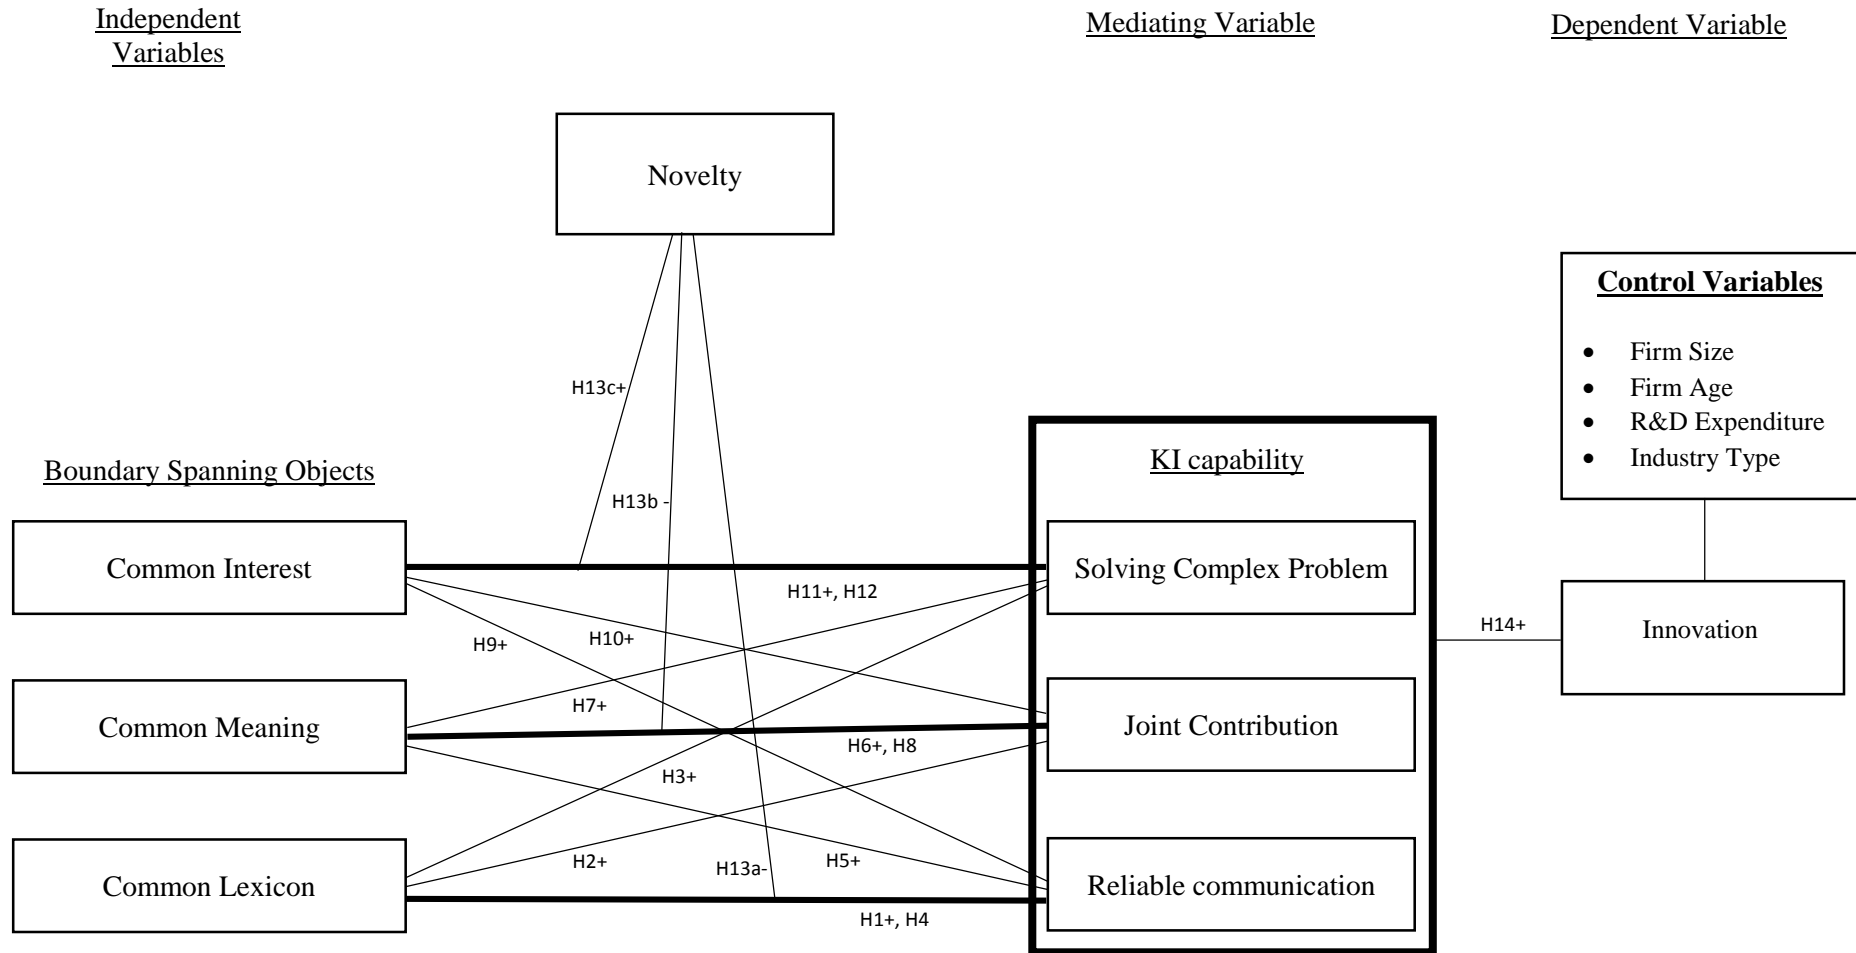 Independent
Variables
Mediating Variable
Dependent Variable
Novelty
Control Variables
• Firm Size
• Firm Age
• R&D Expenditure
• Industry Type
H13c+
H13b -
Boundary Spanning Objects
KI capability
Common Interest
Solving Complex Problem
H11+, H12
H10+
H9+
H14+
Innovation
Common Meaning
H7+
Joint Contribution
H6+, H8
H3+
H2+
H13a-
H5+
Common Lexicon
Reliable communication
H1+, H4